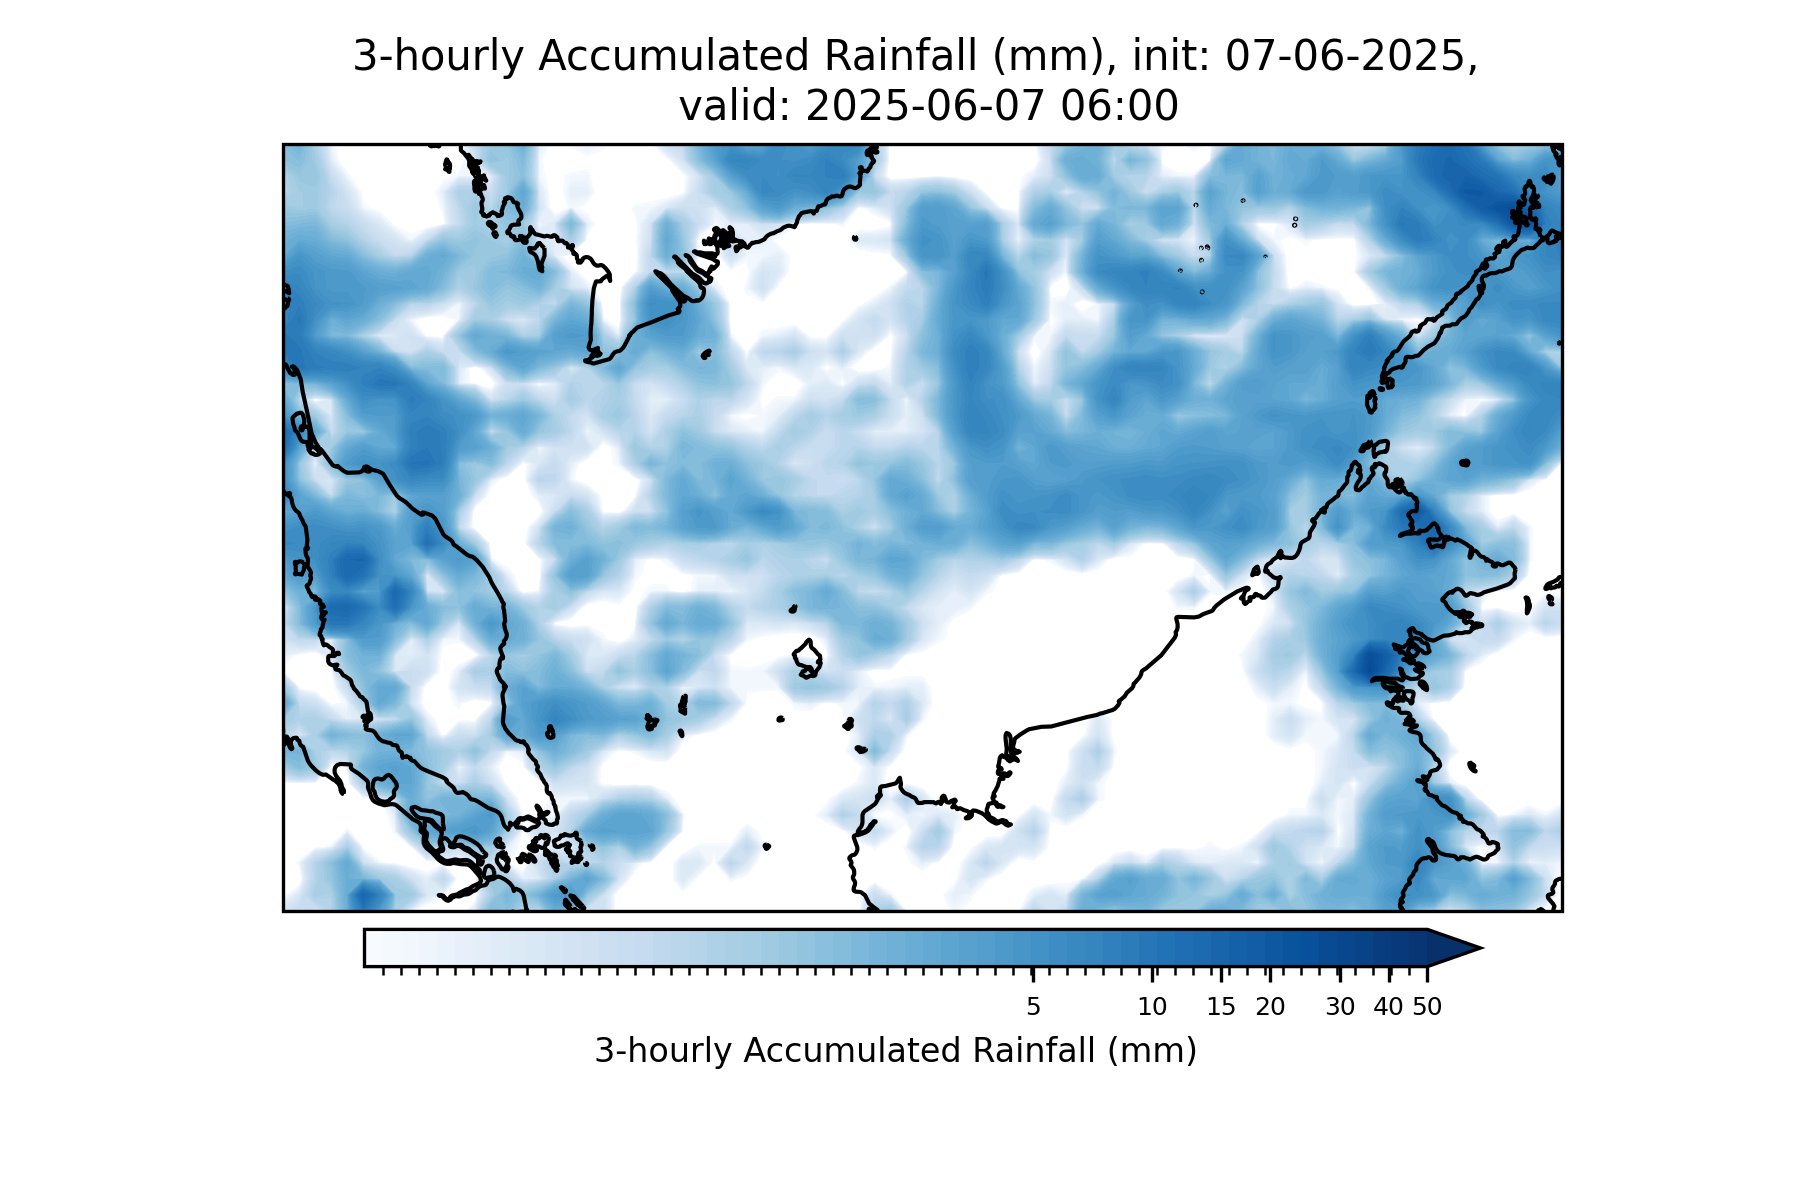 3-hourly Accumulated Rainfall (mm), init: 07-06-2025,
valid: 2025-06-07 06:00
5 10 15 20 30 40 50
3-hourly Accumulated Rainfall (mm)